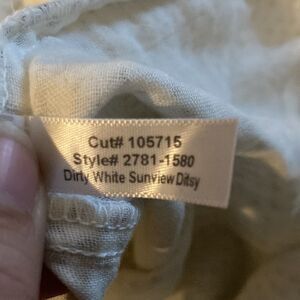 Cut# 105715
Style# 2781-1580
Dirty White Sunview Ditsy